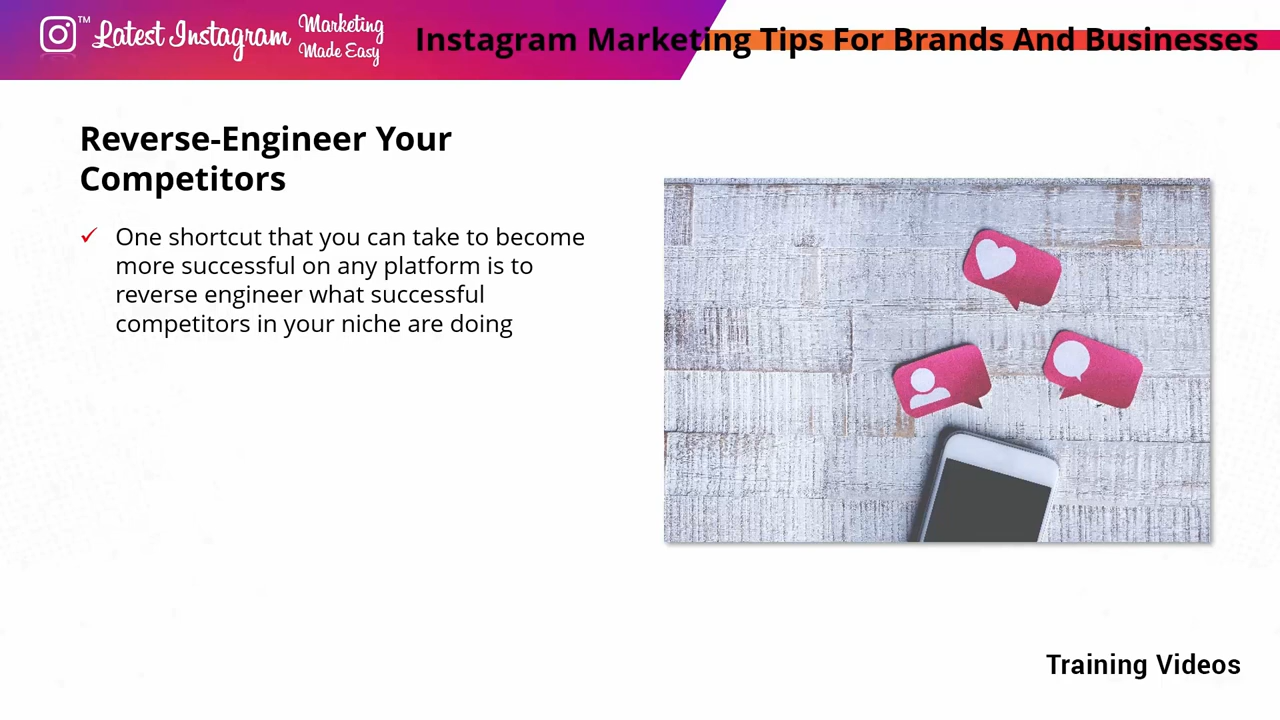 Latest Instagram Marketing Made Easy ™
Instagram Marketing Tips For Brands And Businesses
Reverse-Engineer Your
Competitors
One shortcut that you can take to become
more successful on any platform is to
reverse engineer what successful
competitors in your niche are doing
Training Videos